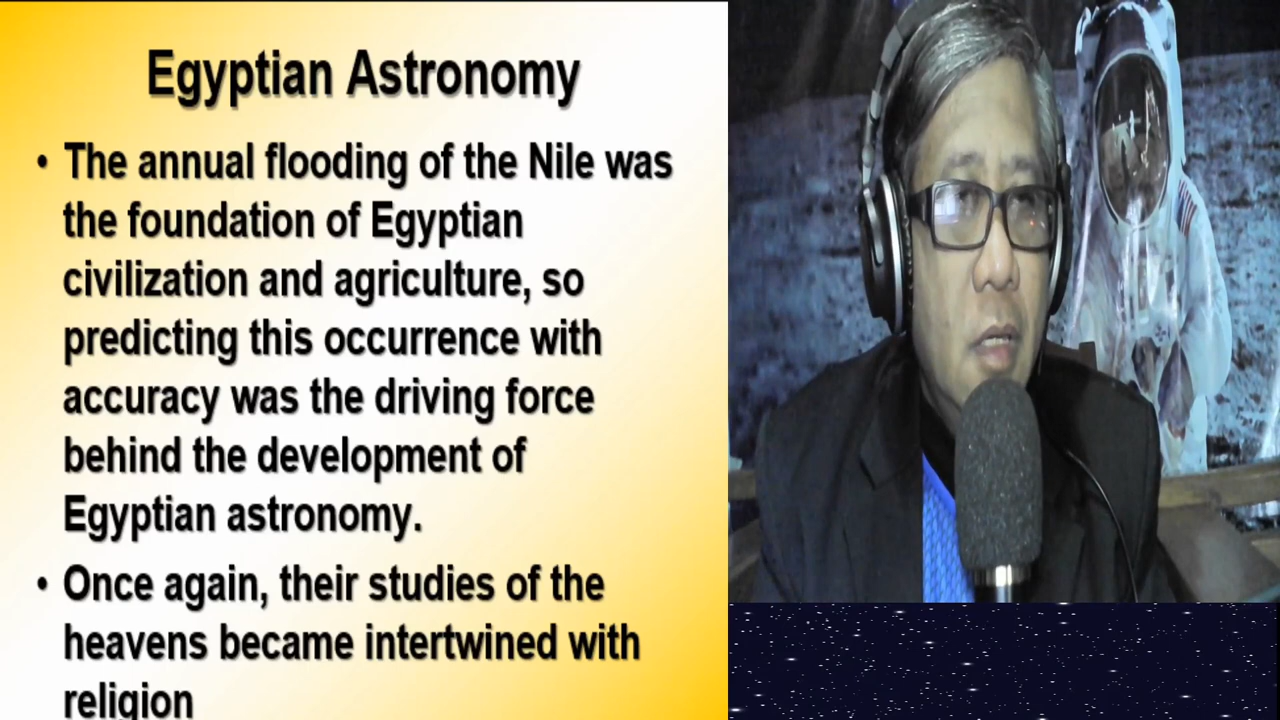 Egyptian Astronomy
• The annual flooding of the Nile was
the foundation of Egyptian
civilization and agriculture, so
predicting this occurrence with
accuracy was the driving force
behind the development of
Egyptian astronomy.
• Once again, their studies of the
heavens became intertwined with
religion